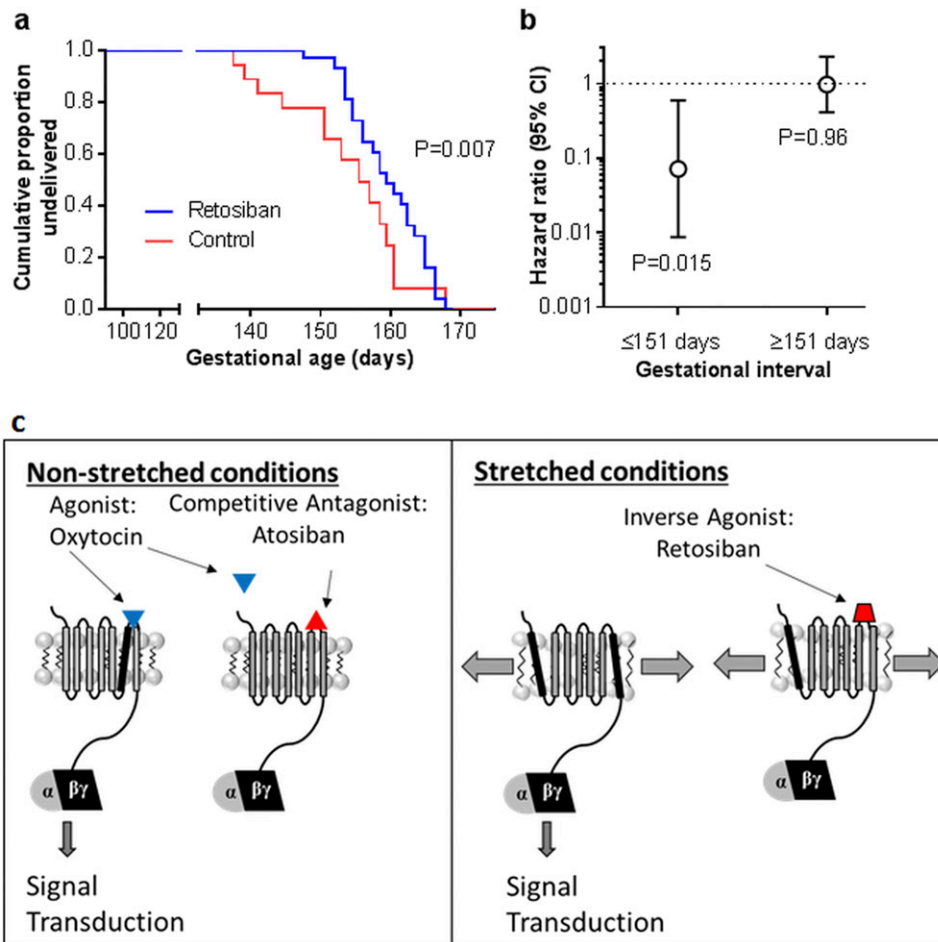 a
Cumulative proportion
undelivered
1.0
0.8
0.6
0.4
0.2
0.0
P=0.007
Retosiban
Control
100 120 140 150 160 170
Gestational age (days)
b
Hazard ratio (95% CI)
1
0.1
0.01
0.001
P=0.96
P=0.015
≤151 days ≥151 days
Gestational interval
c
Non-stretched conditions
Agonist:
Oxytocin
Competitive Antagonist:
Atosiban
α βγ
α βγ
Signal
Transduction
Stretched conditions
Inverse Agonist:
Retosiban
α βγ
α βγ
Signal
Transduction